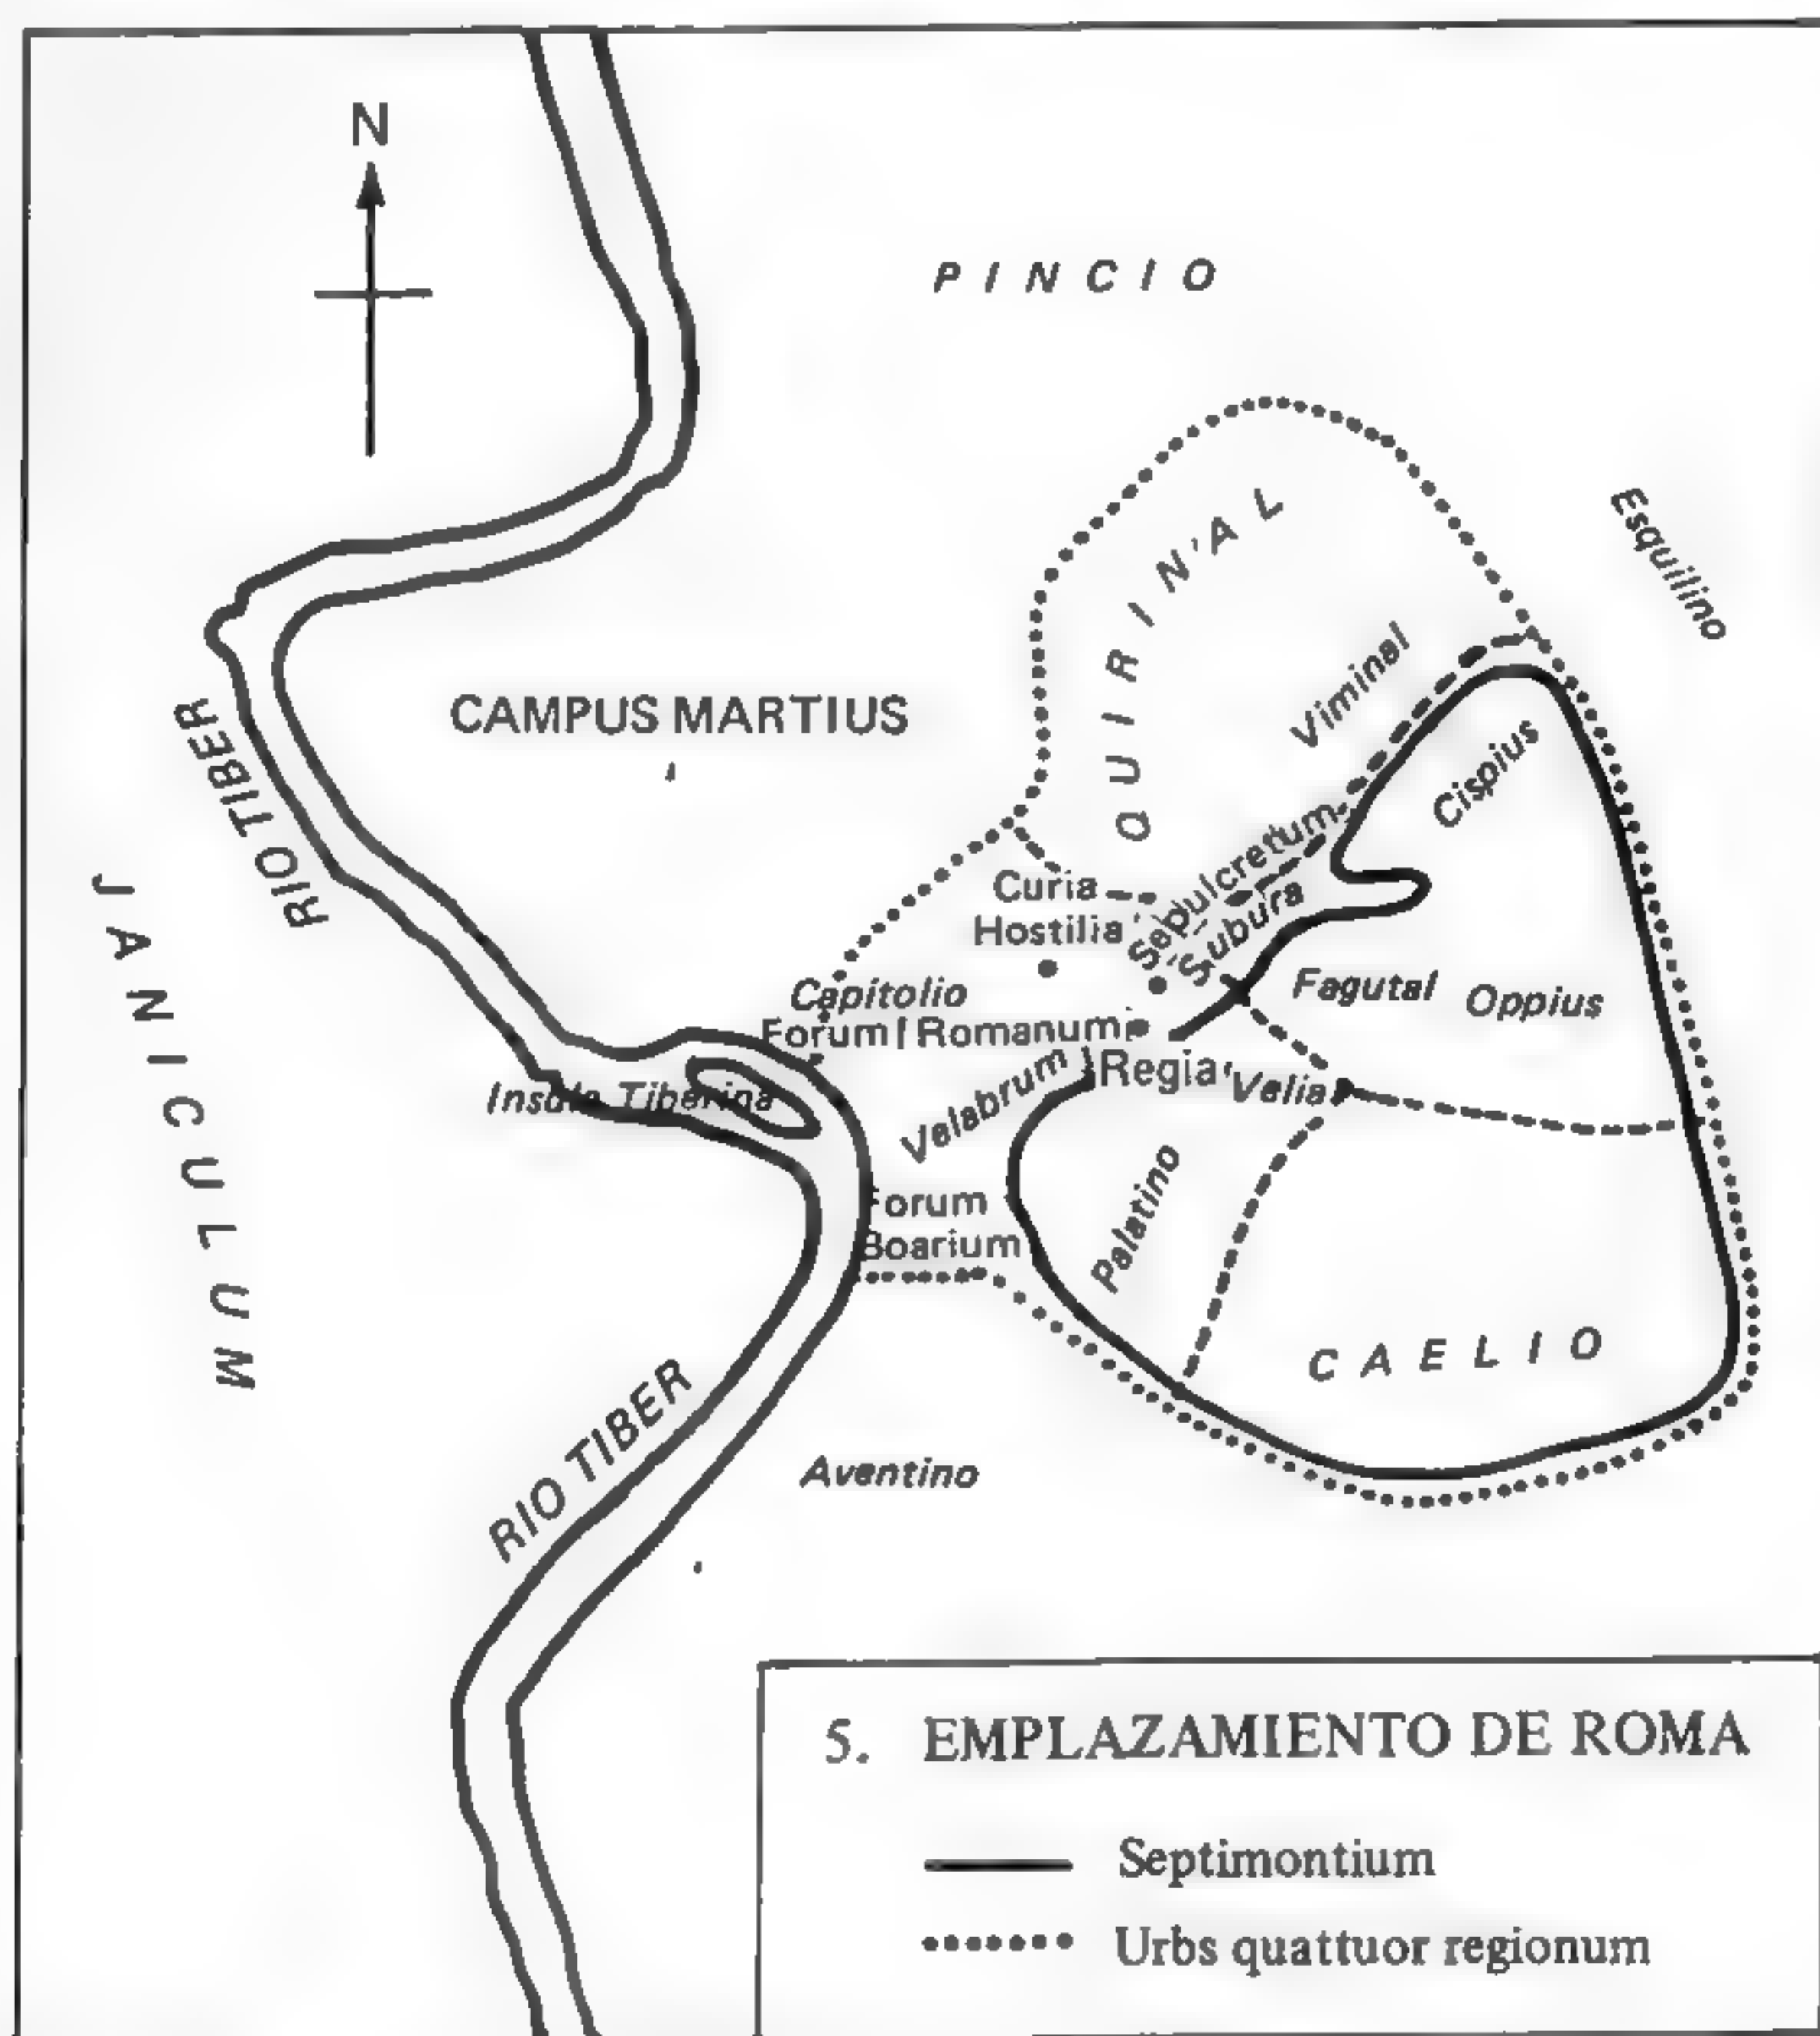 N
PINCIO
Esquilino
QUIRINAL
Viminal
Cispius
CAMPUS MARTIUS
RIO TIBER
JANICULUM
Curia
Hostilia
Sepulcretum
Subura
Capitolio
Fagutal
Oppius
Forum Romanum
Regia
Velia
Velabrum
Insula Tiberina
Palatino
Forum
Boarium
CAELIO
RIO TIBER
Aventino
5. EMPLAZAMIENTO DE ROMA
Septimontium
Urbs quattuor regionum